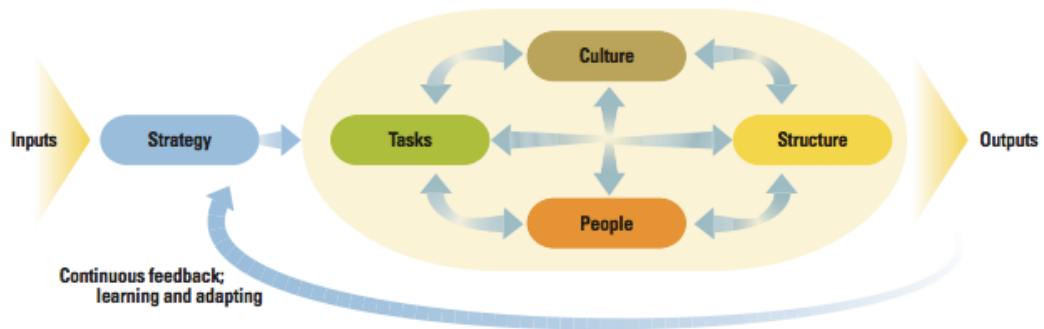 Culture
Inputs
Strategy
Tasks
Structure
Outputs
People
Continuous feedback;
learning and adapting